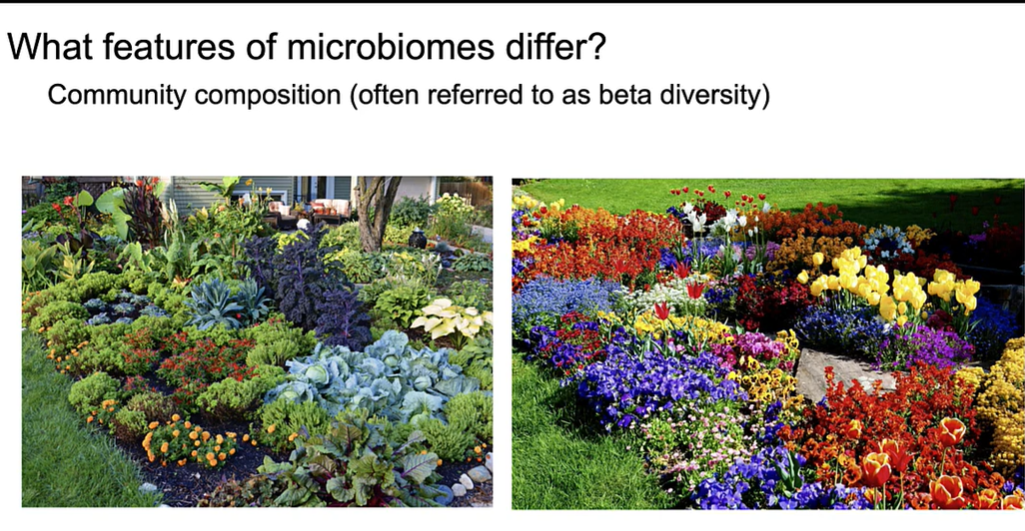 What features of microbiomes differ?
Community composition (often referred to as beta diversity)